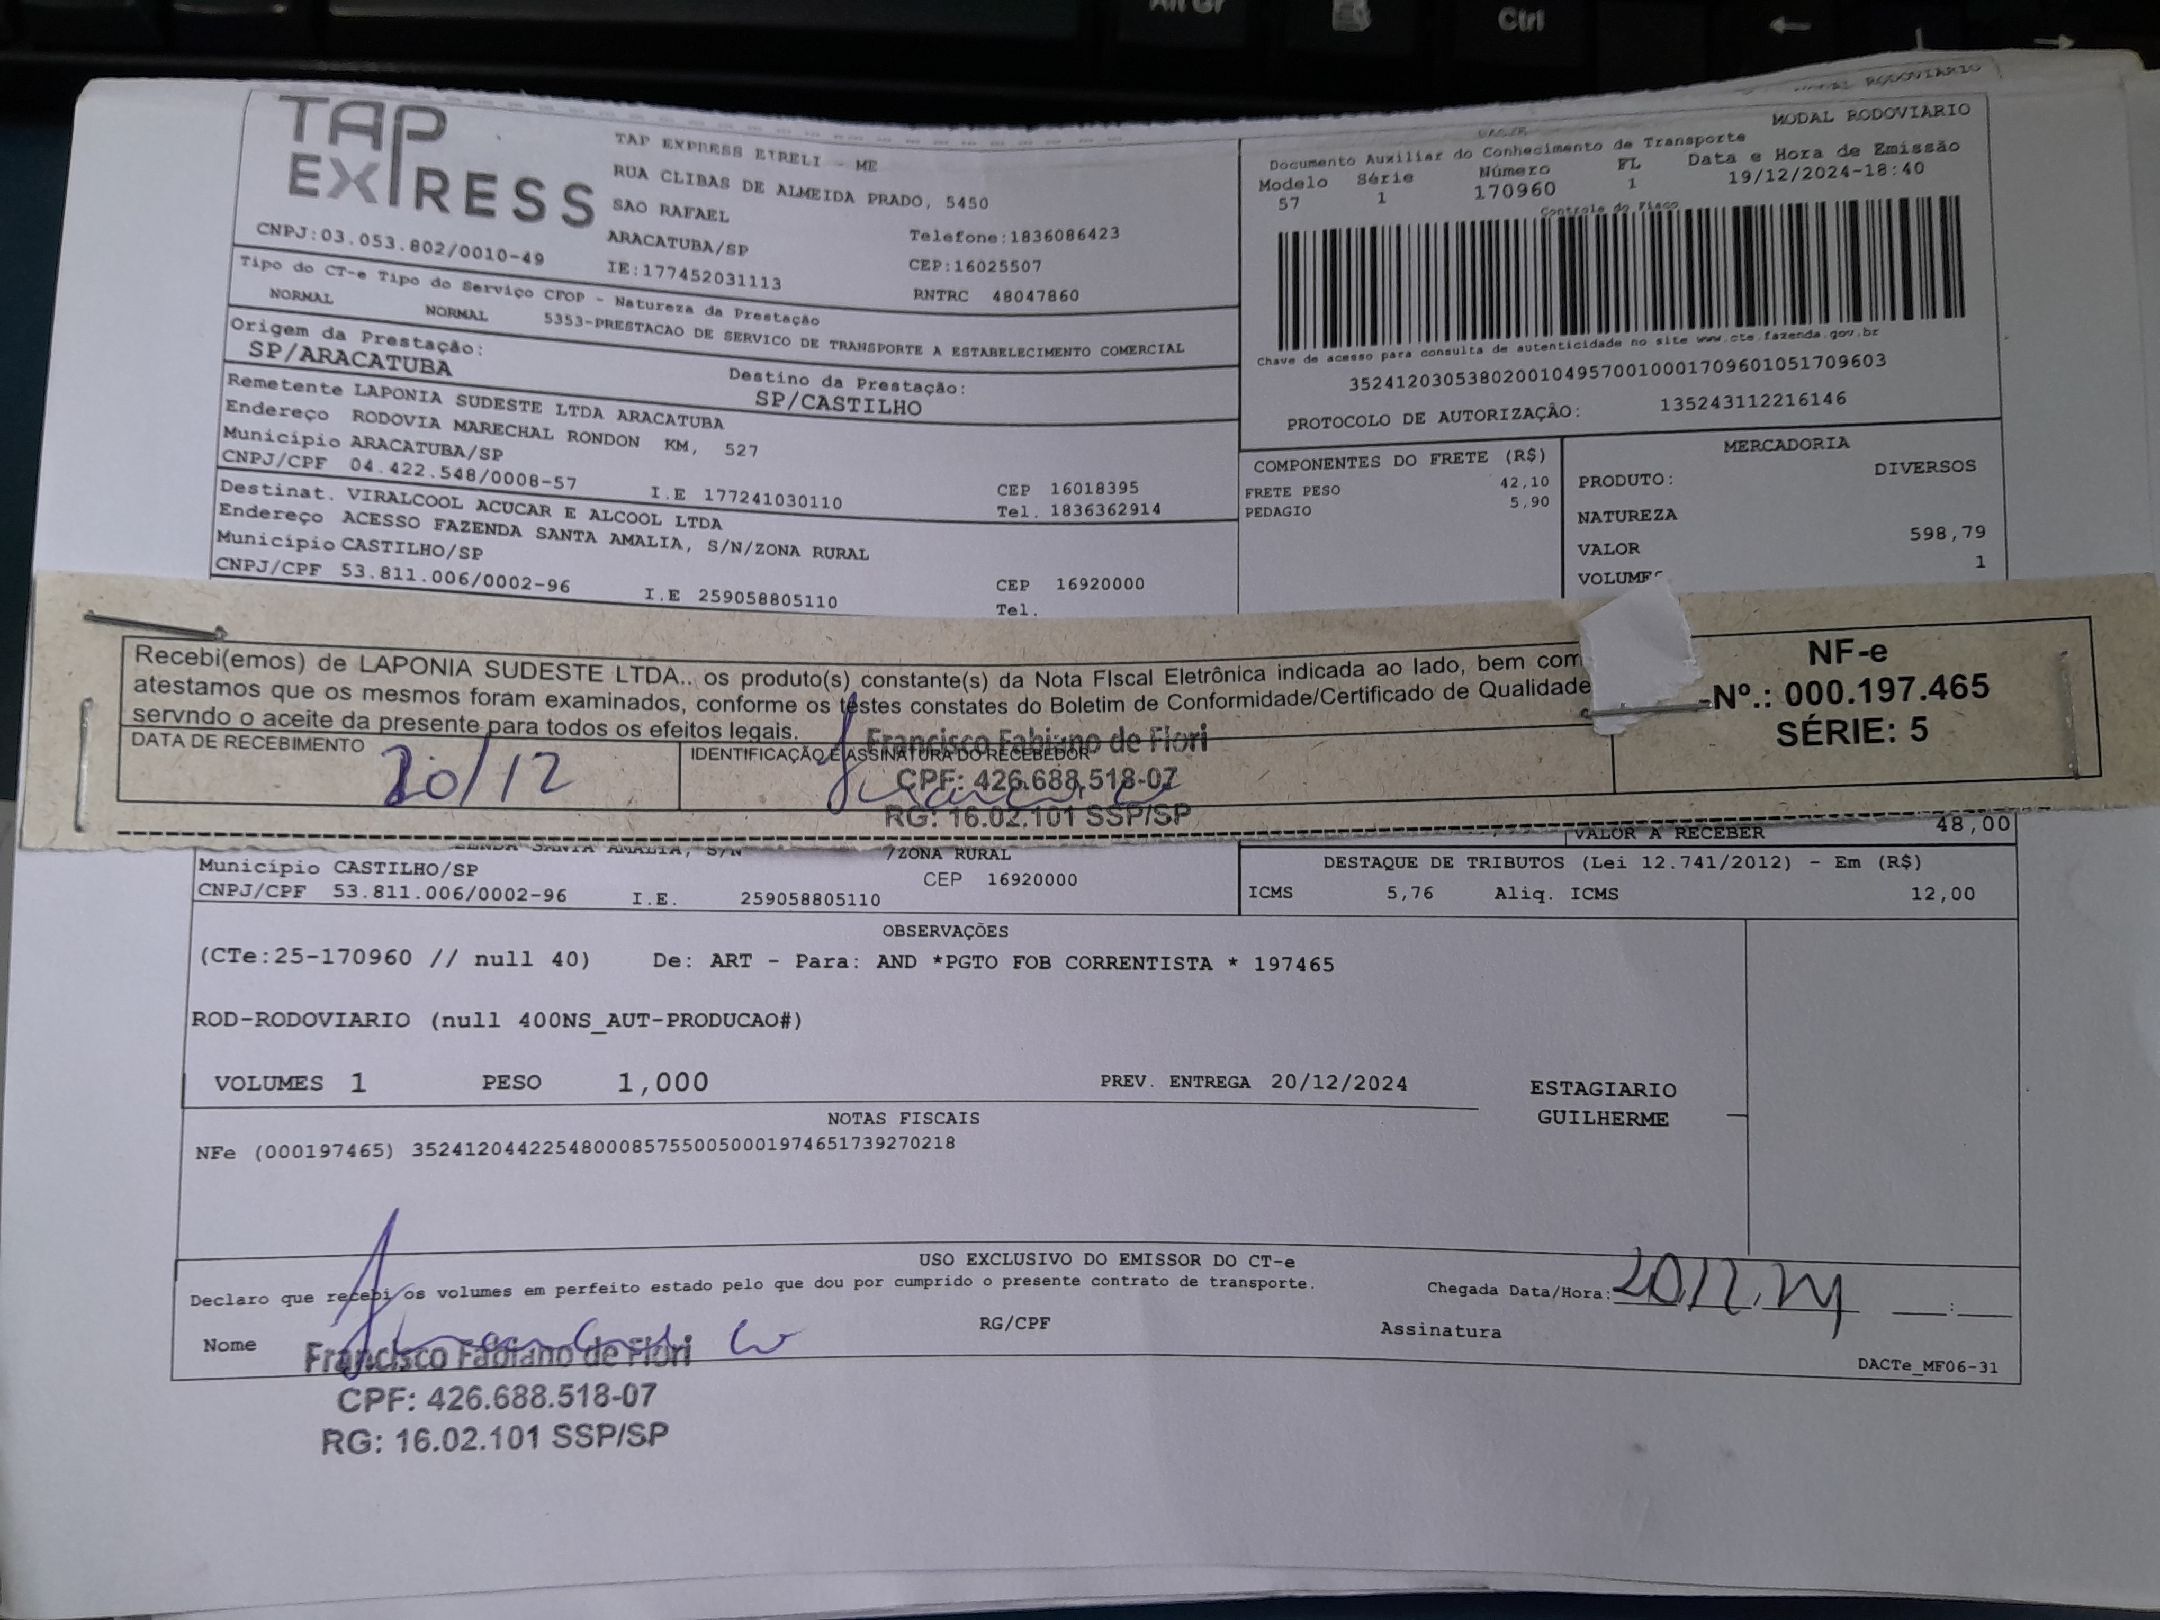 Alt Gr
Ctrl
MODAL RODOVIARIO
TAP
EXPRESS
TAP EXPRESS EIRELI - ME
RUA CLIBAS DE ALMEIDA PRADO, 5450
SAO RAFAEL
ARACATUBA/SP
Telefone:1836086423
CNPJ:03.053.802/0010-49
IE:177452031113
CEP:16025507
RNTRC 48047860
MODAL RODOVIARIO
Documento Auxiliar do Conhecimento de Transporte
Modelo Série Número FL Data e Hora de Emissão
57 1 170960 1 19/12/2024-18:40
Controle do Fisco
Chave de acesso para consulta de autenticidade no site www.cte.fazenda.gov.br
35241203053802001049570010001709601051709603
PROTOCOLO DE AUTORIZAÇÃO: 135243112216146
Tipo do CT-e Tipo do Serviço CFOP - Natureza da Prestação
NORMAL NORMAL 5353-PRESTACAO DE SERVICO DE TRANSPORTE A ESTABELECIMENTO COMERCIAL
Origem da Prestação:
SP/ARACATUBA
Destino da Prestação:
SP/CASTILHO
Remetente LAPONIA SUDESTE LTDA ARACATUBA
Endereço RODOVIA MARECHAL RONDON KM, 527
Município ARACATUBA/SP
CEP 16018395
CNPJ/CPF 04.422.548/0008-57 I.E 177241030110 Tel. 1836362914
Destinat. VIRALCOOL ACUCAR E ALCOOL LTDA
Endereço ACESSO FAZENDA SANTA AMALIA, S/N/ZONA RURAL
Município CASTILHO/SP
CEP 16920000
CNPJ/CPF 53.811.006/0002-96 I.E 259058805110 Tel.
COMPONENTES DO FRETE (R$)
FRETE PESO 42,10
PEDAGIO 5,90
MERCADORIA
PRODUTO: DIVERSOS
NATUREZA
VALOR 598,79
1
Recebi(emos) de LAPONIA SUDESTE LTDA.. os produto(s) constante(s) da Nota FIscal Eletrônica indicada ao lado, bem com
atestamos que os mesmos foram examinados, conforme os testes constates do Boletim de Conformidade/Certificado de Qualidade
servndo o aceite da presente para todos os efeitos legais.
DATA DE RECEBIMENTO
20/12
IDENTIFICAÇÃO E ASSINATURA DO RECEBEDOR
Francisco Fabiano de Fiori
CPF: 426.688.518-07
RG: 16.02.101 SSP/SP
NF-e
Nº.: 000.197.465
SÉRIE: 5
VALOR A RECEBER 48,00
SANTA AMALIA, S/N /ZONA RURAL
Município CASTILHO/SP
CEP 16920000
CNPJ/CPF 53.811.006/0002-96 I.E. 259058805110
DESTAQUE DE TRIBUTOS (Lei 12.741/2012) - Em (R$)
ICMS 5,76 Aliq. ICMS 12,00
OBSERVAÇÕES
(CTe:25-170960 // null 40) De: ART - Para: AND *PGTO FOB CORRENTISTA * 197465
ROD-RODOVIARIO (null 400NS_AUT-PRODUCAO#)
VOLUMES 1 PESO 1,000 PREV. ENTREGA 20/12/2024
ESTAGIARIO
GUILHERME
NOTAS FISCAIS
NFe (000197465) 35241204422548000857550050001974651739270218
USO EXCLUSIVO DO EMISSOR DO CT-e
Declaro que recebi os volumes em perfeito estado pelo que dou por cumprido o presente contrato de transporte.
Chegada Data/Hora: 20.12.24 :
Nome
RG/CPF
Assinatura
Francisco Fabiano de Fiori
CPF: 426.688.518-07
RG: 16.02.101 SSP/SP
DACTe_MF06-31